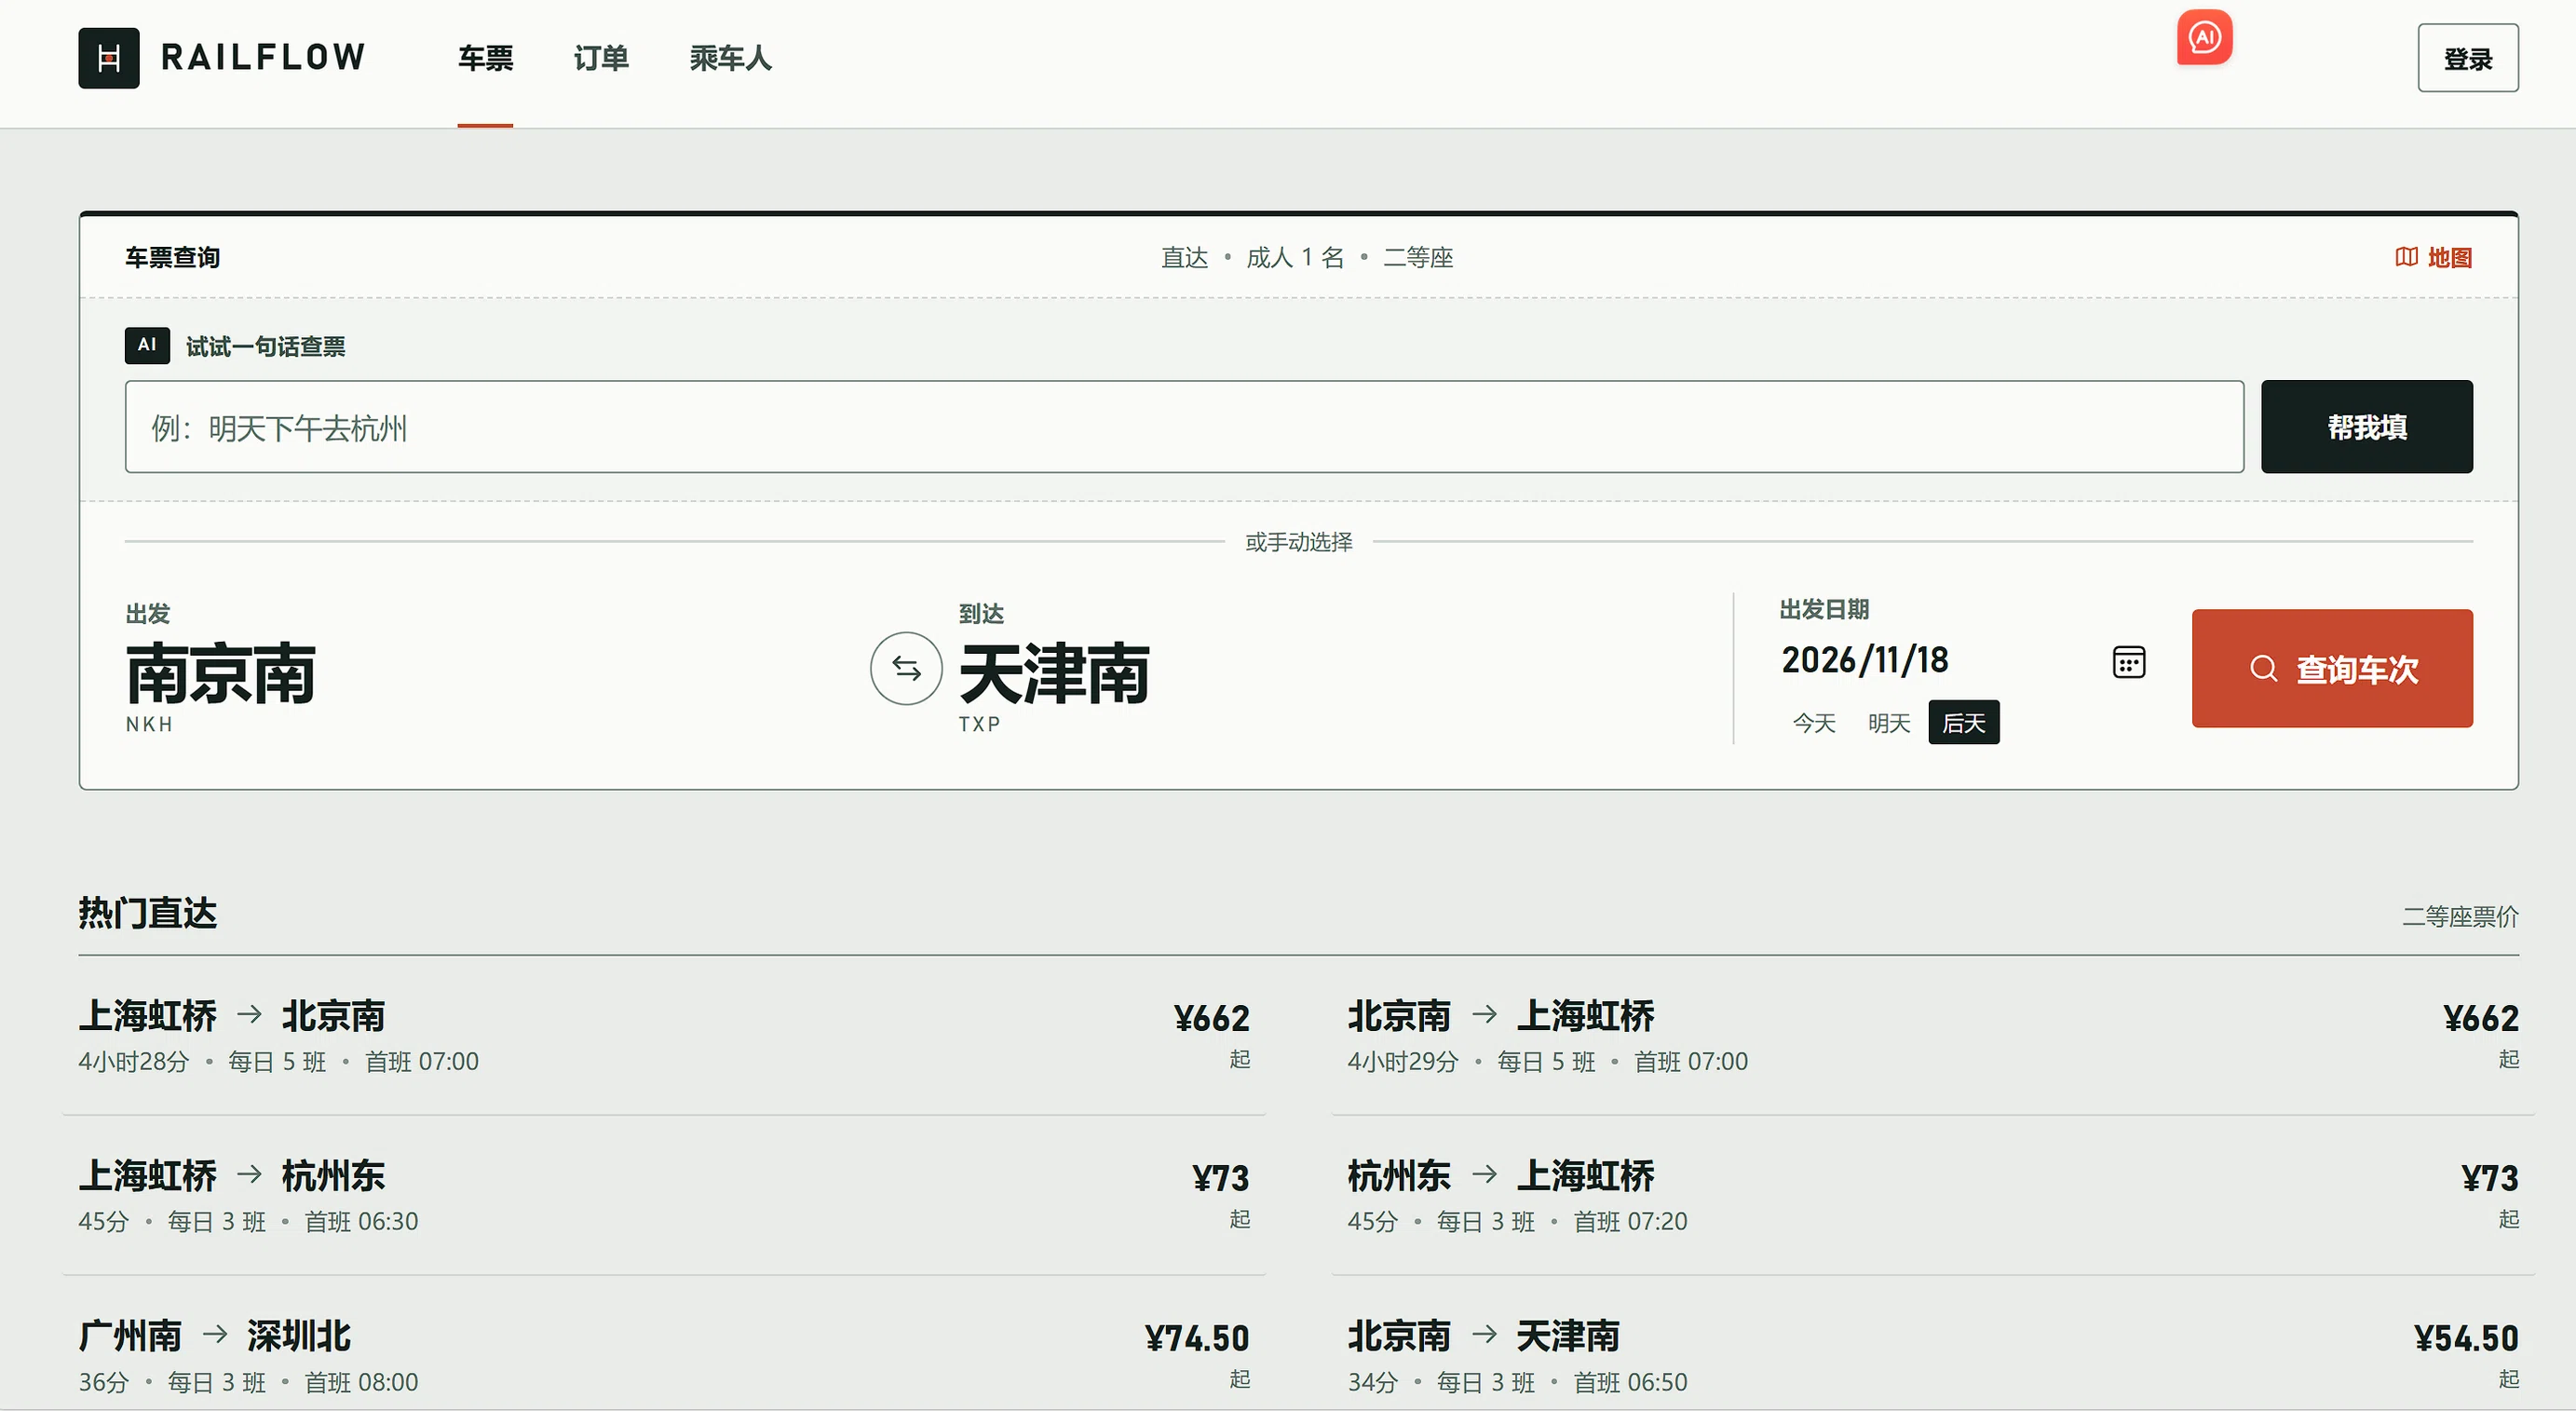 RAILFLOW 车票 订单 乘车人 AI 登录
车票查询 直达 • 成人 1 名 • 二等座 地图
AI 试试一句话查票
例：明天下午去杭州 帮我填
或手动选择
出发 到达 出发日期
南京南 天津南 2026/11/18 查询车次
NKH TXP 今天 明天 后天
热门直达 二等座票价
上海虹桥 → 北京南 ¥662
4小时28分 • 每日 5 班 • 首班 07:00 起
北京南 → 上海虹桥 ¥662
4小时29分 • 每日 5 班 • 首班 07:00 起
上海虹桥 → 杭州东 ¥73
45分 • 每日 3 班 • 首班 06:30 起
杭州东 → 上海虹桥 ¥73
45分 • 每日 3 班 • 首班 07:20 起
广州南 → 深圳北 ¥74.50
36分 • 每日 3 班 • 首班 08:00 起
北京南 → 天津南 ¥54.50
34分 • 每日 3 班 • 首班 06:50 起